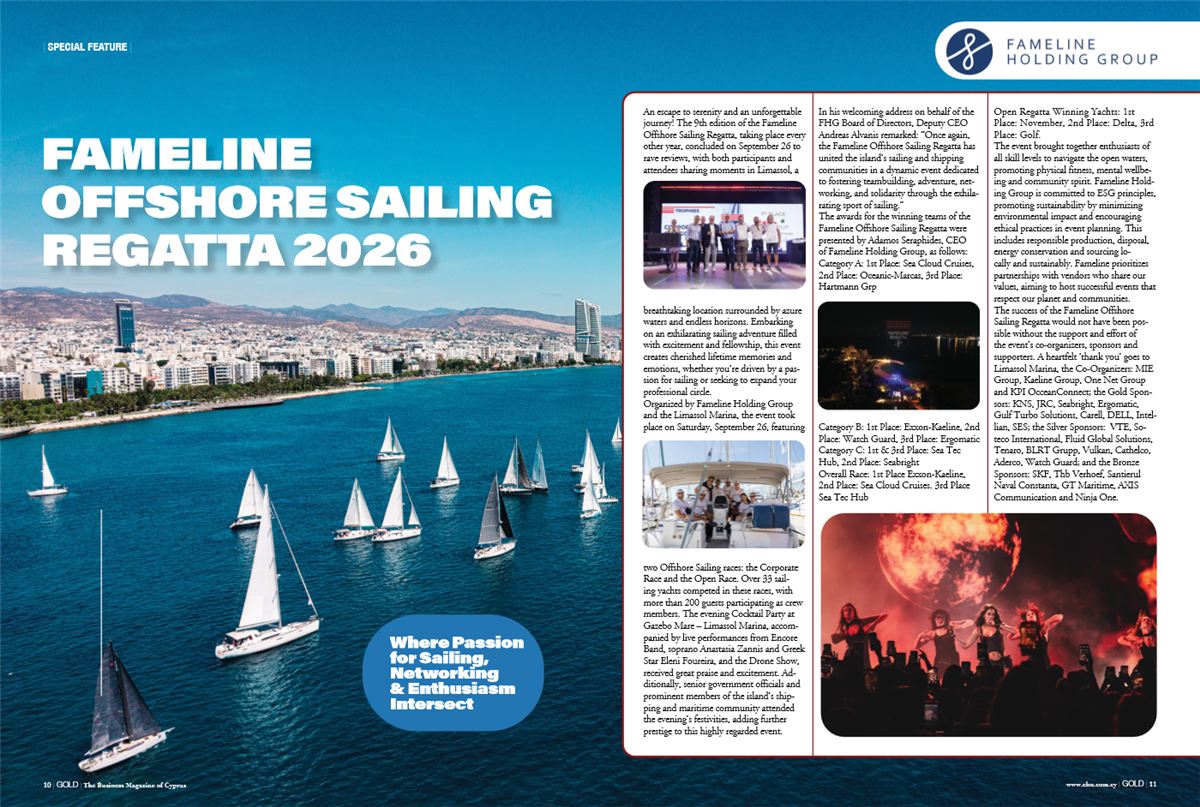 SPECIAL FEATURE
FAMELINE
HOLDING GROUP
FAMELINE
OFFSHORE SAILING
REGATTA 2026
Where Passion
for Sailing,
Networking
& Enthusiasm
Intersect
An escape to serenity and an unforgettable
journey! The 9th edition of the Fameline
Offshore Sailing Regatta, taking place every
other year, concluded on September 26 to
rave reviews, with both participants and
attendees sharing moments in Limassol, a
TROPHIES
1ST PLACE
breathtaking location surrounded by azure
waters and endless horizons. Embarking
on an exhilarating sailing adventure filled
with excitement and fellowship, this event
creates cherished lifetime memories and
emotions, whether you're driven by a pas-
sion for sailing or seeking to expand your
professional circle.
Organized by Fameline Holding Group
and the Limassol Marina, the event took
place on Saturday, September 26, featuring
two Offshore Sailing races: the Corporate
Race and the Open Race. Over 33 sail-
ing yachts competed in these races, with
more than 200 guests participating as crew
members. The evening Cocktail Party at
Gazebo Mare – Limassol Marina, accom-
panied by live performances from Encore
Band, soprano Anastasia Zannis and Greek
Star Eleni Foureira, and the Drone Show,
received great praise and excitement. Ad-
ditionally, senior government officials and
prominent members of the island's ship-
ping and maritime community attended
the evening's festivities, adding further
prestige to this highly regarded event.
In his welcoming address on behalf of the
FHG Board of Directors, Deputy CEO
Andreas Alvanis remarked: "Once again,
the Fameline Offshore Sailing Regatta has
united the island's sailing and shipping
communities in a dynamic event dedicated
to fostering teambuilding, adventure, net-
working, and solidarity through the exhila-
rating sport of sailing."
The awards for the winning teams of the
Fameline Offshore Sailing Regatta were
presented by Adamos Seraphides, CEO
of Fameline Holding Group, as follows:
Category A: 1st Place: Sea Cloud Cruises,
2nd Place: Oceanic-Marcas, 3rd Place:
Hartmann Grp
FAMELINE
REGATTA
Category B: 1st Place: Exxon-Kaeline, 2nd
Place: Watch Guard, 3rd Place: Ergomatic
Category C: 1st & 3rd Place: Sea Tec
Hub, 2nd Place: Seabright
Overall Race: 1st Place Exxon-Kaeline,
2nd Place: Sea Cloud Cruises. 3rd Place
Sea Tec Hub
Open Regatta Winning Yachts: 1st
Place: November, 2nd Place: Delta, 3rd
Place: Golf.
The event brought together enthusiasts of
all skill levels to navigate the open waters,
promoting physical fitness, mental wellbe-
ing and community spirit. Fameline Hold-
ing Group is committed to ESG principles,
promoting sustainability by minimizing
environmental impact and encouraging
ethical practices in event planning. This
includes responsible production, disposal,
energy conservation and sourcing lo-
cally and sustainably. Fameline prioritizes
partnerships with vendors who share our
values, aiming to host successful events that
respect our planet and communities.
The success of the Fameline Offshore
Sailing Regatta would not have been pos-
sible without the support and effort of
the event's co-organizers, sponsors and
supporters. A heartfelt 'thank you' goes to
Limassol Marina, the Co-Organizers: MIE
Group, Kaeline Group, One Net Group
and KPI OceanConnect; the Gold Spon-
sors: KNS, JRC, Seabright, Ergomatic,
Gulf Turbo Solutions, Carell, DELL, Intel-
lian, SES; the Silver Sponsors: VTE, So-
teco International, Fluid Global Solutions,
Tenaro, BLRT Grupp, Vulkan, Cathelco,
Aderco, Watch Guard; and the Bronze
Sponsors: SKF, Thb Verhoef, Santierul
Naval Constanta, GT Maritime, AXIS
Communication and Ninja One.
10 | GOLD | The Business Magazine of Cyprus
www.cbn.com.cy | GOLD | 11